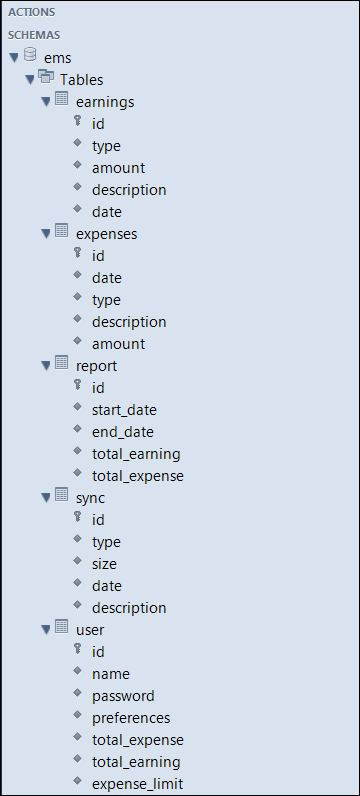 ACTIONS
SCHEMAS
ems
Tables
earnings
id
type
amount
description
date
expenses
id
date
type
description
amount
report
id
start_date
end_date
total_earning
total_expense
sync
id
type
size
date
description
user
id
name
password
preferences
total_expense
total_earning
expense_limit